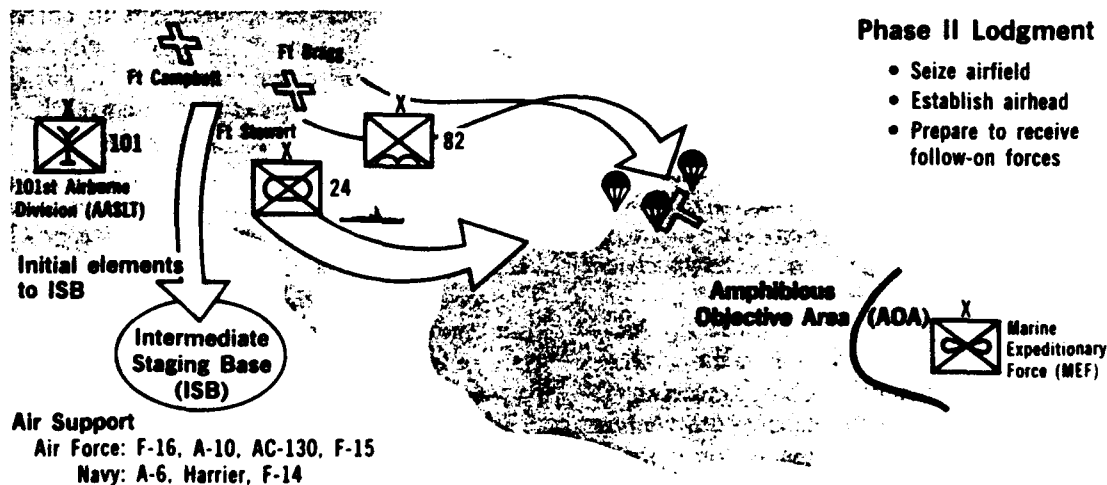 Phase II Lodgment
• Seize airfield
• Establish airhead
• Prepare to receive
follow-on forces
Ft Campbell
Ft Bragg
Ft Stewart
X
101
101st Airborne
Division (AASLT)
X
82
X
24
Initial elements
to ISB
Intermediate
Staging Base
(ISB)
Amphibious
Objective Area (AOA)
X
Marine
Expeditionary
Force (MEF)
Air Support
Air Force: F-16, A-10, AC-130, F-15
Navy: A-6, Harrier, F-14